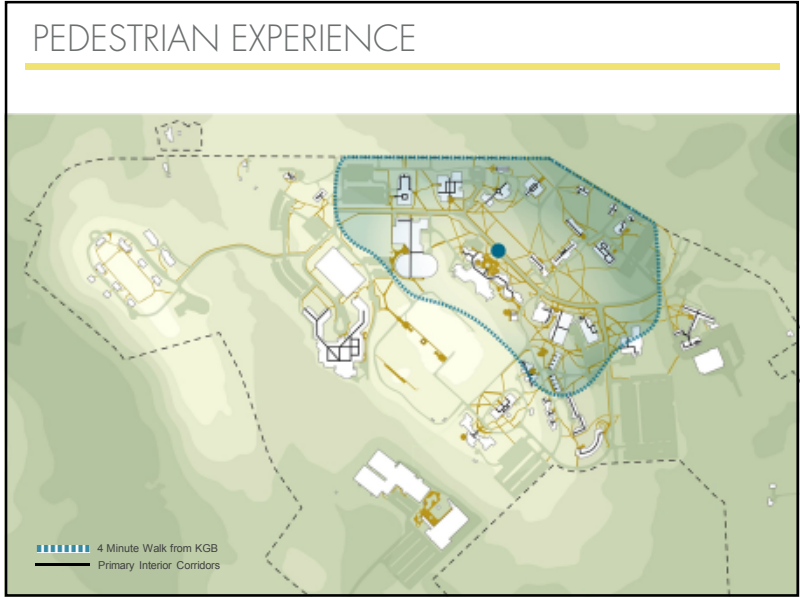 PEDESTRIAN EXPERIENCE
4 Minute Walk from KGB
Primary Interior Corridors